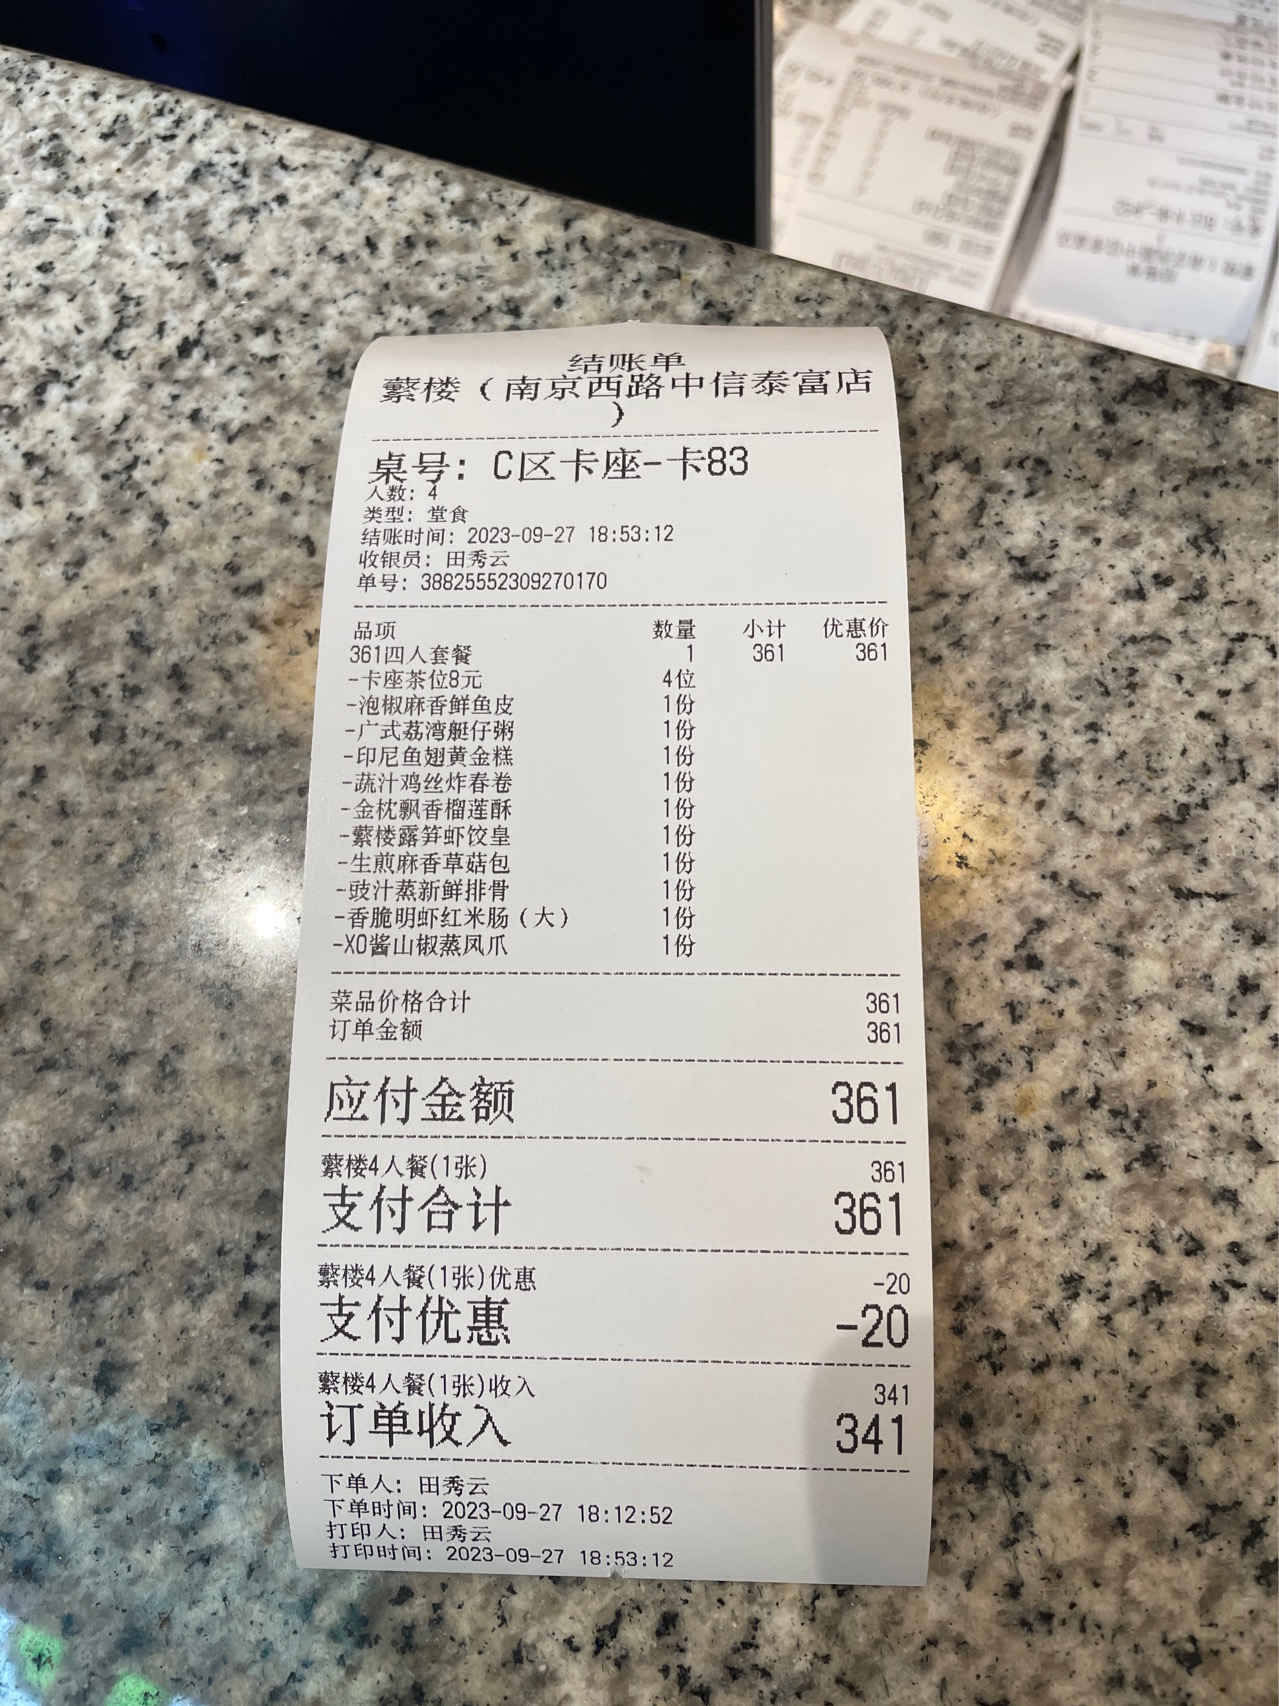 结账单
蘩楼（南京西路中信泰富店
）
桌号: C区卡座-卡83
人数: 4
类型: 堂食
结账时间: 2023-09-27 18:53:12
收银员: 田秀云
单号: 38825552309270170
品项 数量 小计 优惠价
361四人套餐 1 361 361
-卡座茶位8元 4位
-泡椒麻香鲜鱼皮 1份
-广式荔湾艇仔粥 1份
-印尼鱼翅黄金糕 1份
-蔬汁鸡丝炸春卷 1份
-金枕飘香榴莲酥 1份
-蘩楼露笋虾饺皇 1份
-生煎麻香草菇包 1份
-豉汁蒸新鲜排骨 1份
-香脆明虾红米肠（大） 1份
-XO酱山椒蒸凤爪 1份
菜品价格合计 361
订单金额 361
应付金额 361
蘩楼4人餐(1张) 361
支付合计 361
蘩楼4人餐(1张)优惠 -20
支付优惠 -20
蘩楼4人餐(1张)收入 341
订单收入 341
下单人: 田秀云
下单时间: 2023-09-27 18:12:52
打印人: 田秀云
打印时间: 2023-09-27 18:53:12